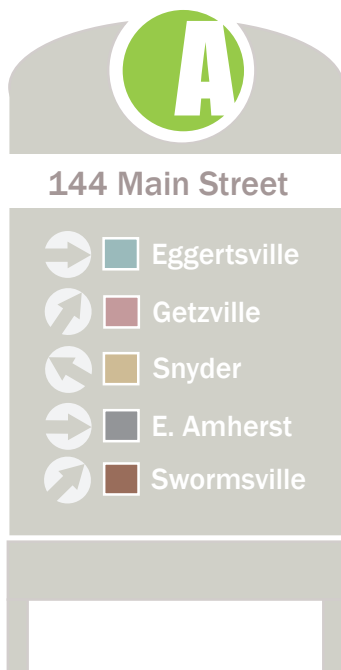 A
144 Main Street
Eggertsville
Getzville
Snyder
E. Amherst
Swormsville